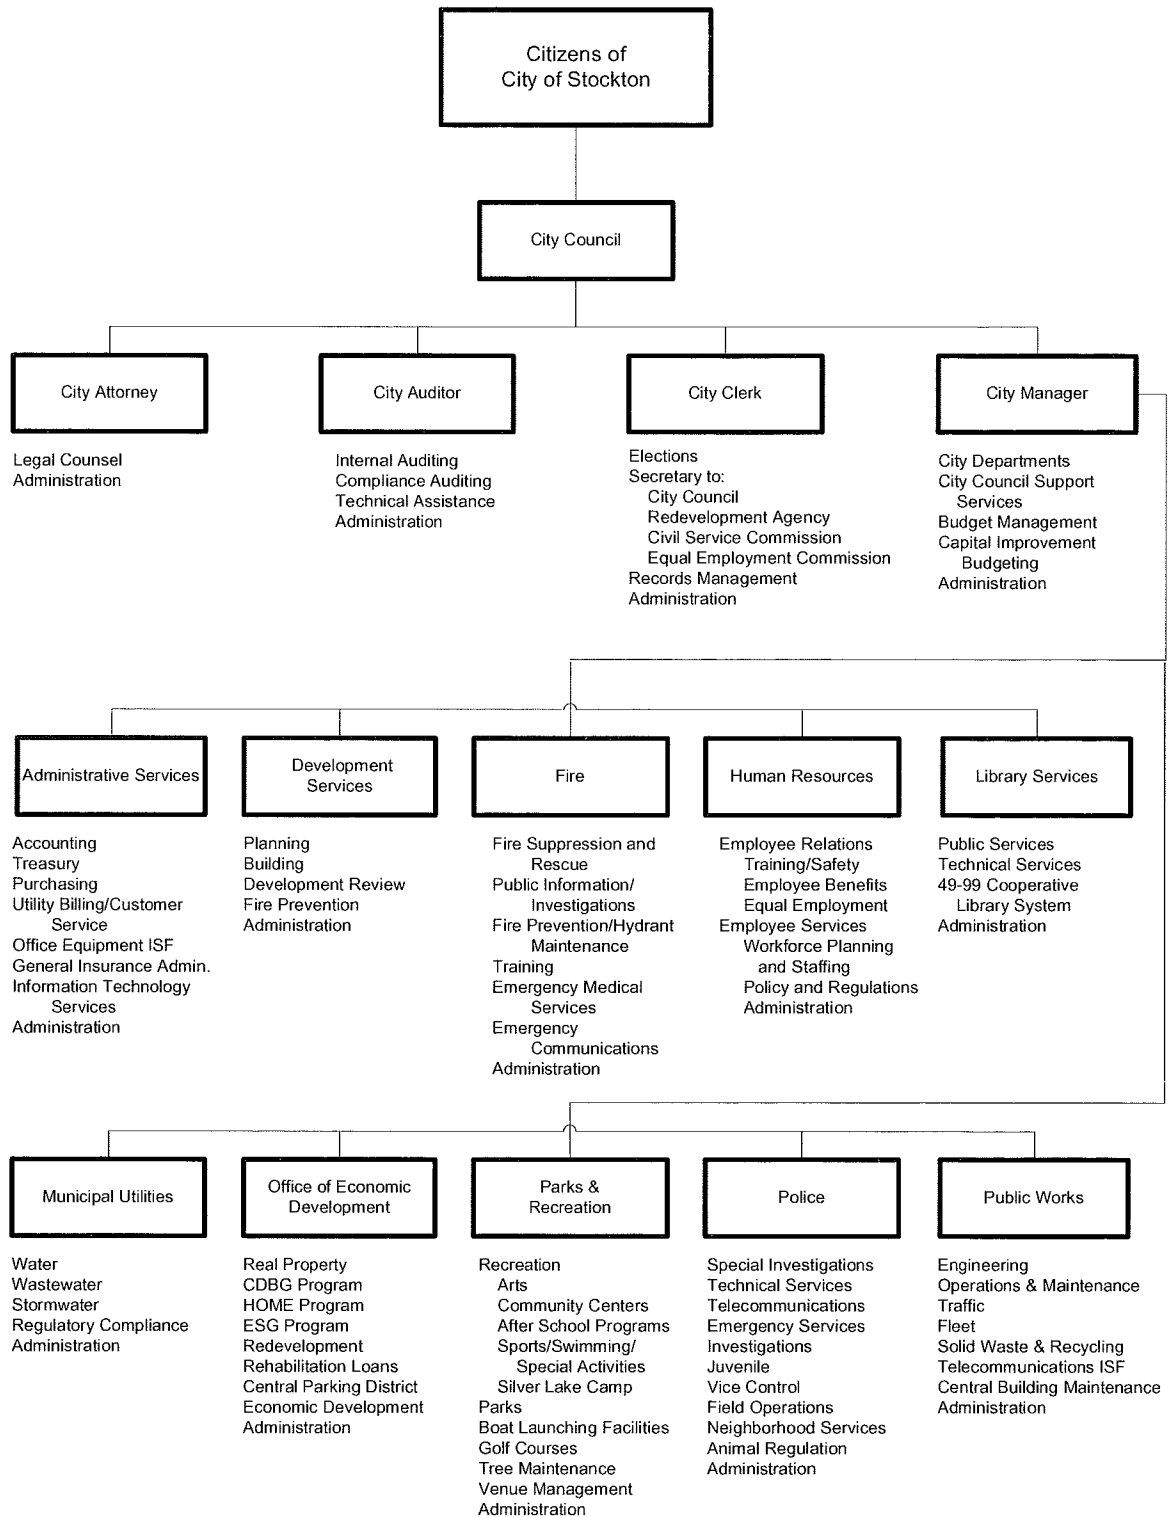 Citizens of
City of Stockton
City Council
City Attorney
Legal Counsel
Administration
City Auditor
Internal Auditing
Compliance Auditing
Technical Assistance
Administration
City Clerk
Elections
Secretary to:
City Council
Redevelopment Agency
Civil Service Commission
Equal Employment Commission
Records Management
Administration
City Manager
City Departments
City Council Support
Services
Budget Management
Capital Improvement
Budgeting
Administration
Administrative Services
Accounting
Treasury
Purchasing
Utility Billing/Customer
Service
Office Equipment ISF
General Insurance Admin.
Information Technology
Services
Administration
Development
Services
Planning
Building
Development Review
Fire Prevention
Administration
Fire
Fire Suppression and
Rescue
Public Information/
Investigations
Fire Prevention/Hydrant
Maintenance
Training
Emergency Medical
Services
Emergency
Communications
Administration
Human Resources
Employee Relations
Training/Safety
Employee Benefits
Equal Employment
Employee Services
Workforce Planning
and Staffing
Policy and Regulations
Administration
Library Services
Public Services
Technical Services
49-99 Cooperative
Library System
Administration
Municipal Utilities
Water
Wastewater
Stormwater
Regulatory Compliance
Administration
Office of Economic
Development
Real Property
CDBG Program
HOME Program
ESG Program
Redevelopment
Rehabilitation Loans
Central Parking District
Economic Development
Administration
Parks &
Recreation
Recreation
Arts
Community Centers
After School Programs
Sports/Swimming/
Special Activities
Silver Lake Camp
Parks
Boat Launching Facilities
Golf Courses
Tree Maintenance
Venue Management
Administration
Police
Special Investigations
Technical Services
Telecommunications
Emergency Services
Investigations
Juvenile
Vice Control
Field Operations
Neighborhood Services
Animal Regulation
Administration
Public Works
Engineering
Operations & Maintenance
Traffic
Fleet
Solid Waste & Recycling
Telecommunications ISF
Central Building Maintenance
Administration